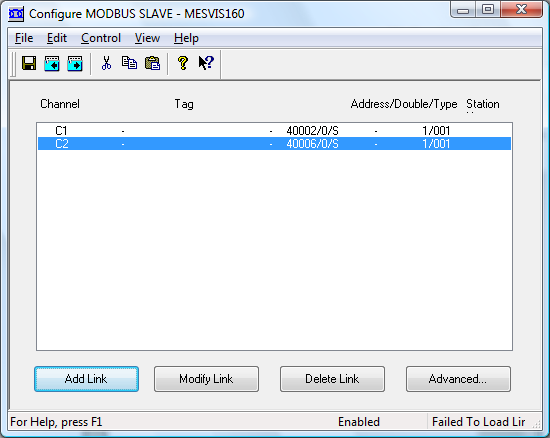 Configure MODBUS SLAVE - MESVIS160
File Edit Control View Help
Channel Tag Address/Double/Type Station
C1 - - 40002/0/S - 1/001
C2 - - 40006/0/S - 1/001
Add Link Modify Link Delete Link Advanced...
For Help, press F1 Enabled Failed To Load Lir